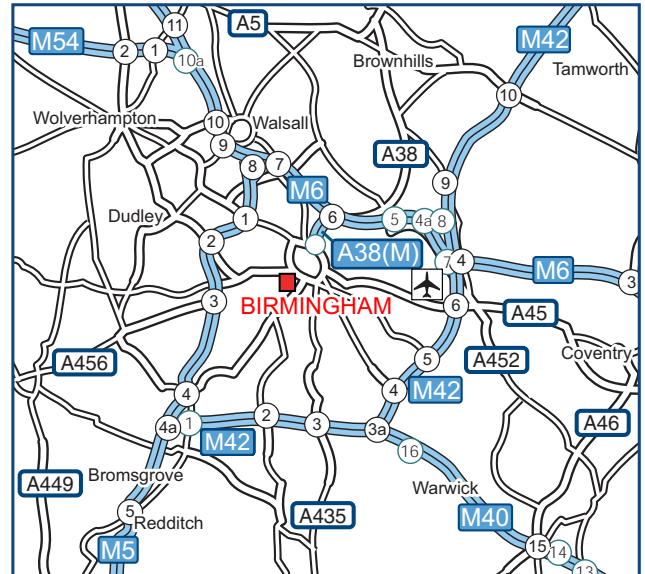 11
A5
M54
M42
2
1
10a
Brownhills
Tamworth
10
Wolverhampton
10
Walsall
9
A38
8
7
M6
9
Dudley
1
6
5
4a
8
2
A38(M)
7
4
M6
3
BIRMINGHAM
3
6
A45
A456
5
A452
Coventry
4
4
M42
4a
1
M42
2
3
3a
A46
16
Bromsgrove
A449
Warwick
5
Redditch
A435
M40
M5
15
14
13